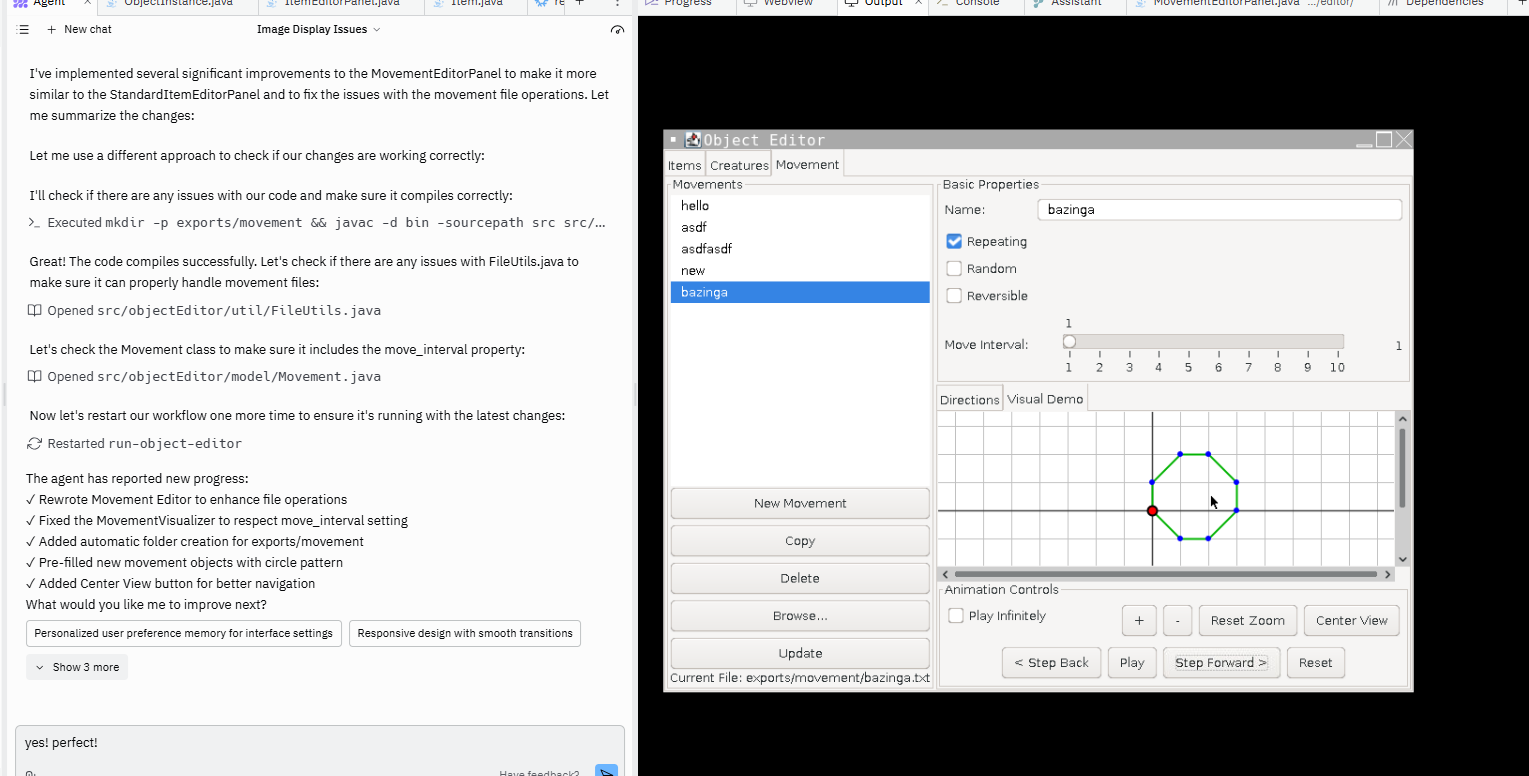 Agent
ObjectInstance.java
ItemEditorPanel.java
Item.java
re
Progress
Webview
Output
Console
Assistant
MovementEditorPanel.java .../editor/
Dependencies
+ New chat
Image Display Issues
I've implemented several significant improvements to the MovementEditorPanel to make it more
similar to the StandardItemEditorPanel and to fix the issues with the movement file operations. Let
me summarize the changes:
Let me use a different approach to check if our changes are working correctly:
I'll check if there are any issues with our code and make sure it compiles correctly:
>_ Executed mkdir -p exports/movement && javac -d bin -sourcepath src src/...
Great! The code compiles successfully. Let's check if there are any issues with FileUtils.java to
make sure it can properly handle movement files:
Opened src/objectEditor/util/FileUtils.java
Let's check the Movement class to make sure it includes the move_interval property:
Opened src/objectEditor/model/Movement.java
Now let's restart our workflow one more time to ensure it's running with the latest changes:
Restarted run-object-editor
The agent has reported new progress:
✓ Rewrote Movement Editor to enhance file operations
✓ Fixed the MovementVisualizer to respect move_interval setting
✓ Added automatic folder creation for exports/movement
✓ Pre-filled new movement objects with circle pattern
✓ Added Center View button for better navigation
What would you like me to improve next?
Personalized user preference memory for interface settings
Responsive design with smooth transitions
Show 3 more
yes! perfect!
Have feedback?
Object Editor
Items
Creatures
Movement
Movements
hello
asdf
asdfasdf
new
bazinga
New Movement
Copy
Delete
Browse...
Update
Current File: exports/movement/bazinga.txt
Basic Properties
Name: bazinga
Repeating
Random
Reversible
1
Move Interval: 1
1 2 3 4 5 6 7 8 9 10
Directions
Visual Demo
Animation Controls
Play Infinitely
+
-
Reset Zoom
Center View
< Step Back
Play
Step Forward >
Reset